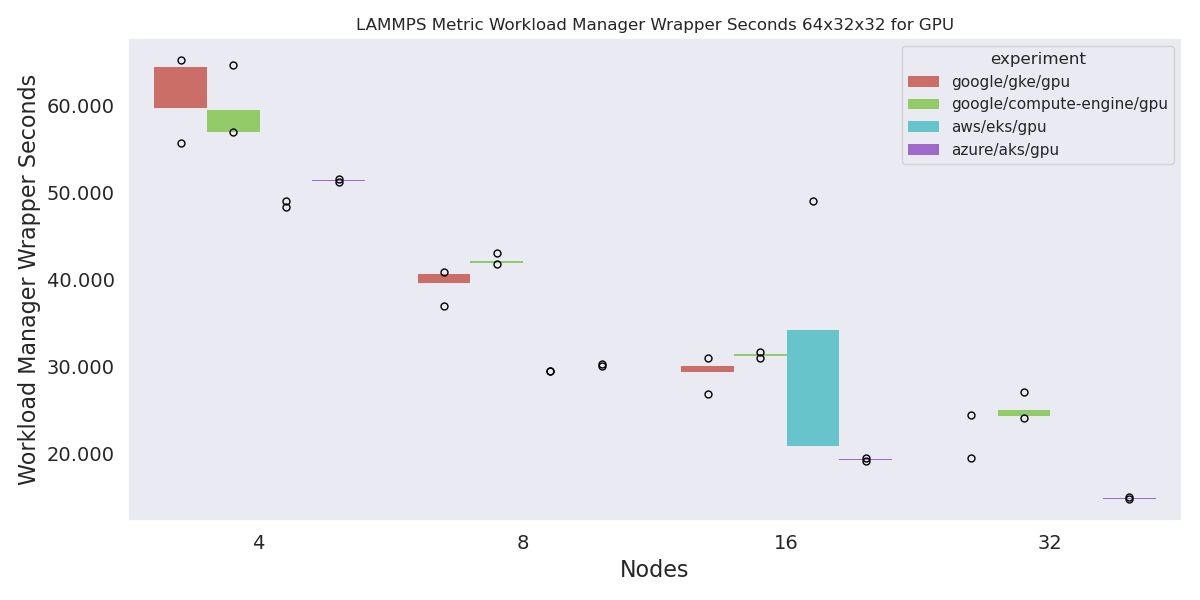 LAMMPS Metric Workload Manager Wrapper Seconds 64x32x32 for GPU
experiment
google/gke/gpu
google/compute-engine/gpu
aws/eks/gpu
azure/aks/gpu
Workload Manager Wrapper Seconds
60.000
50.000
40.000
30.000
20.000
4 8 16 32
Nodes